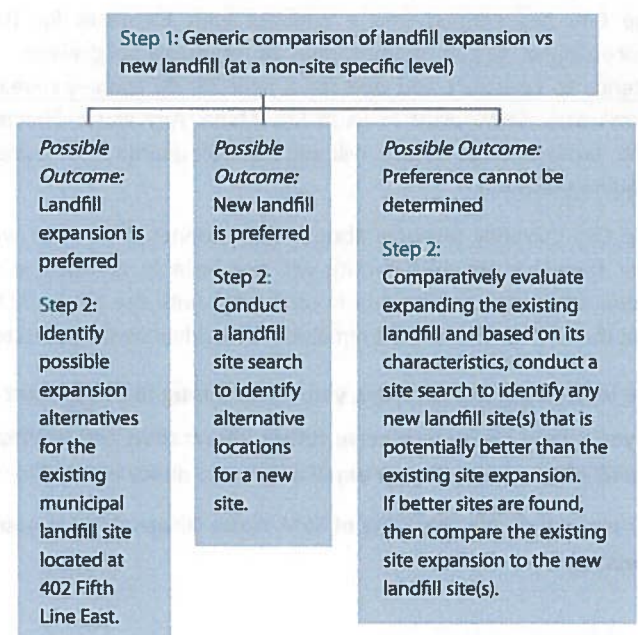 Step 1: Generic comparison of landfill expansion vs
new landfill (at a non-site specific level)
Possible
Outcome:
Landfill
expansion is
preferred
Step 2:
Identify
possible
expansion
alternatives
for the
existing
municipal
landfill site
located at
402 Fifth
Line East.
Possible
Outcome:
New landfill
is preferred
Step 2:
Conduct
a landfill
site search
to identify
alternative
locations
for a new
site.
Possible Outcome:
Preference cannot be
determined
Step 2:
Comparatively evaluate
expanding the existing
landfill and based on its
characteristics, conduct a
site search to identify any
new landfill site(s) that is
potentially better than the
existing site expansion.
If better sites are found,
then compare the existing
site expansion to the new
landfill site(s).